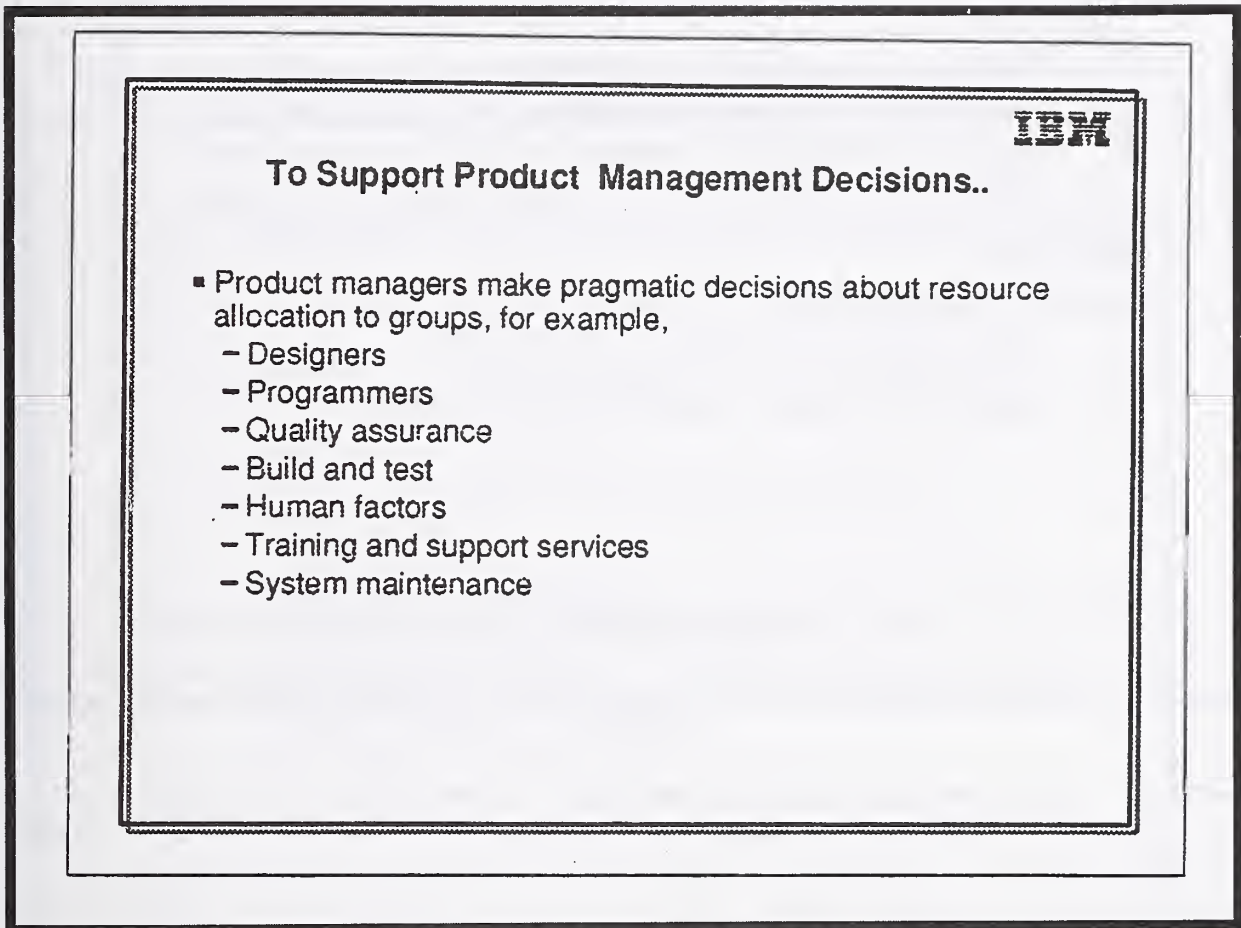 IBM
To Support Product Management Decisions..
▪ Product managers make pragmatic decisions about resource
allocation to groups, for example,
– Designers
– Programmers
– Quality assurance
– Build and test
– Human factors
– Training and support services
– System maintenance